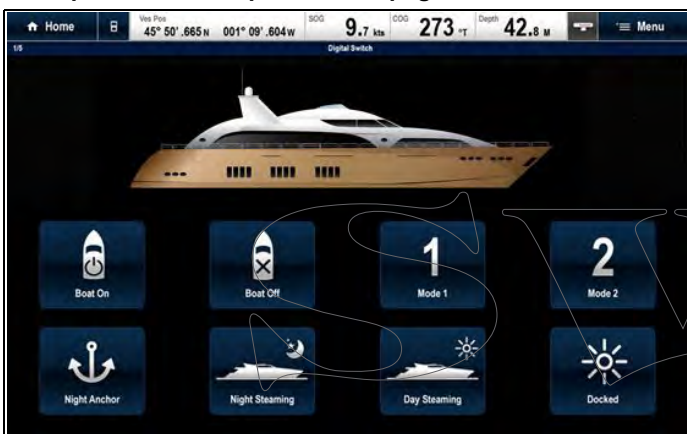 Home
Ves Pos
45° 50'.665 N 001° 09'.604 W
SOG
9.7 kts
COG
273 °T
Depth
42.8 M
Menu
1/5
Digital Switch
Boat On
Boat Off
1
Mode 1
2
Mode 2
Night Anchor
Night Steaming
Day Steaming
Docked